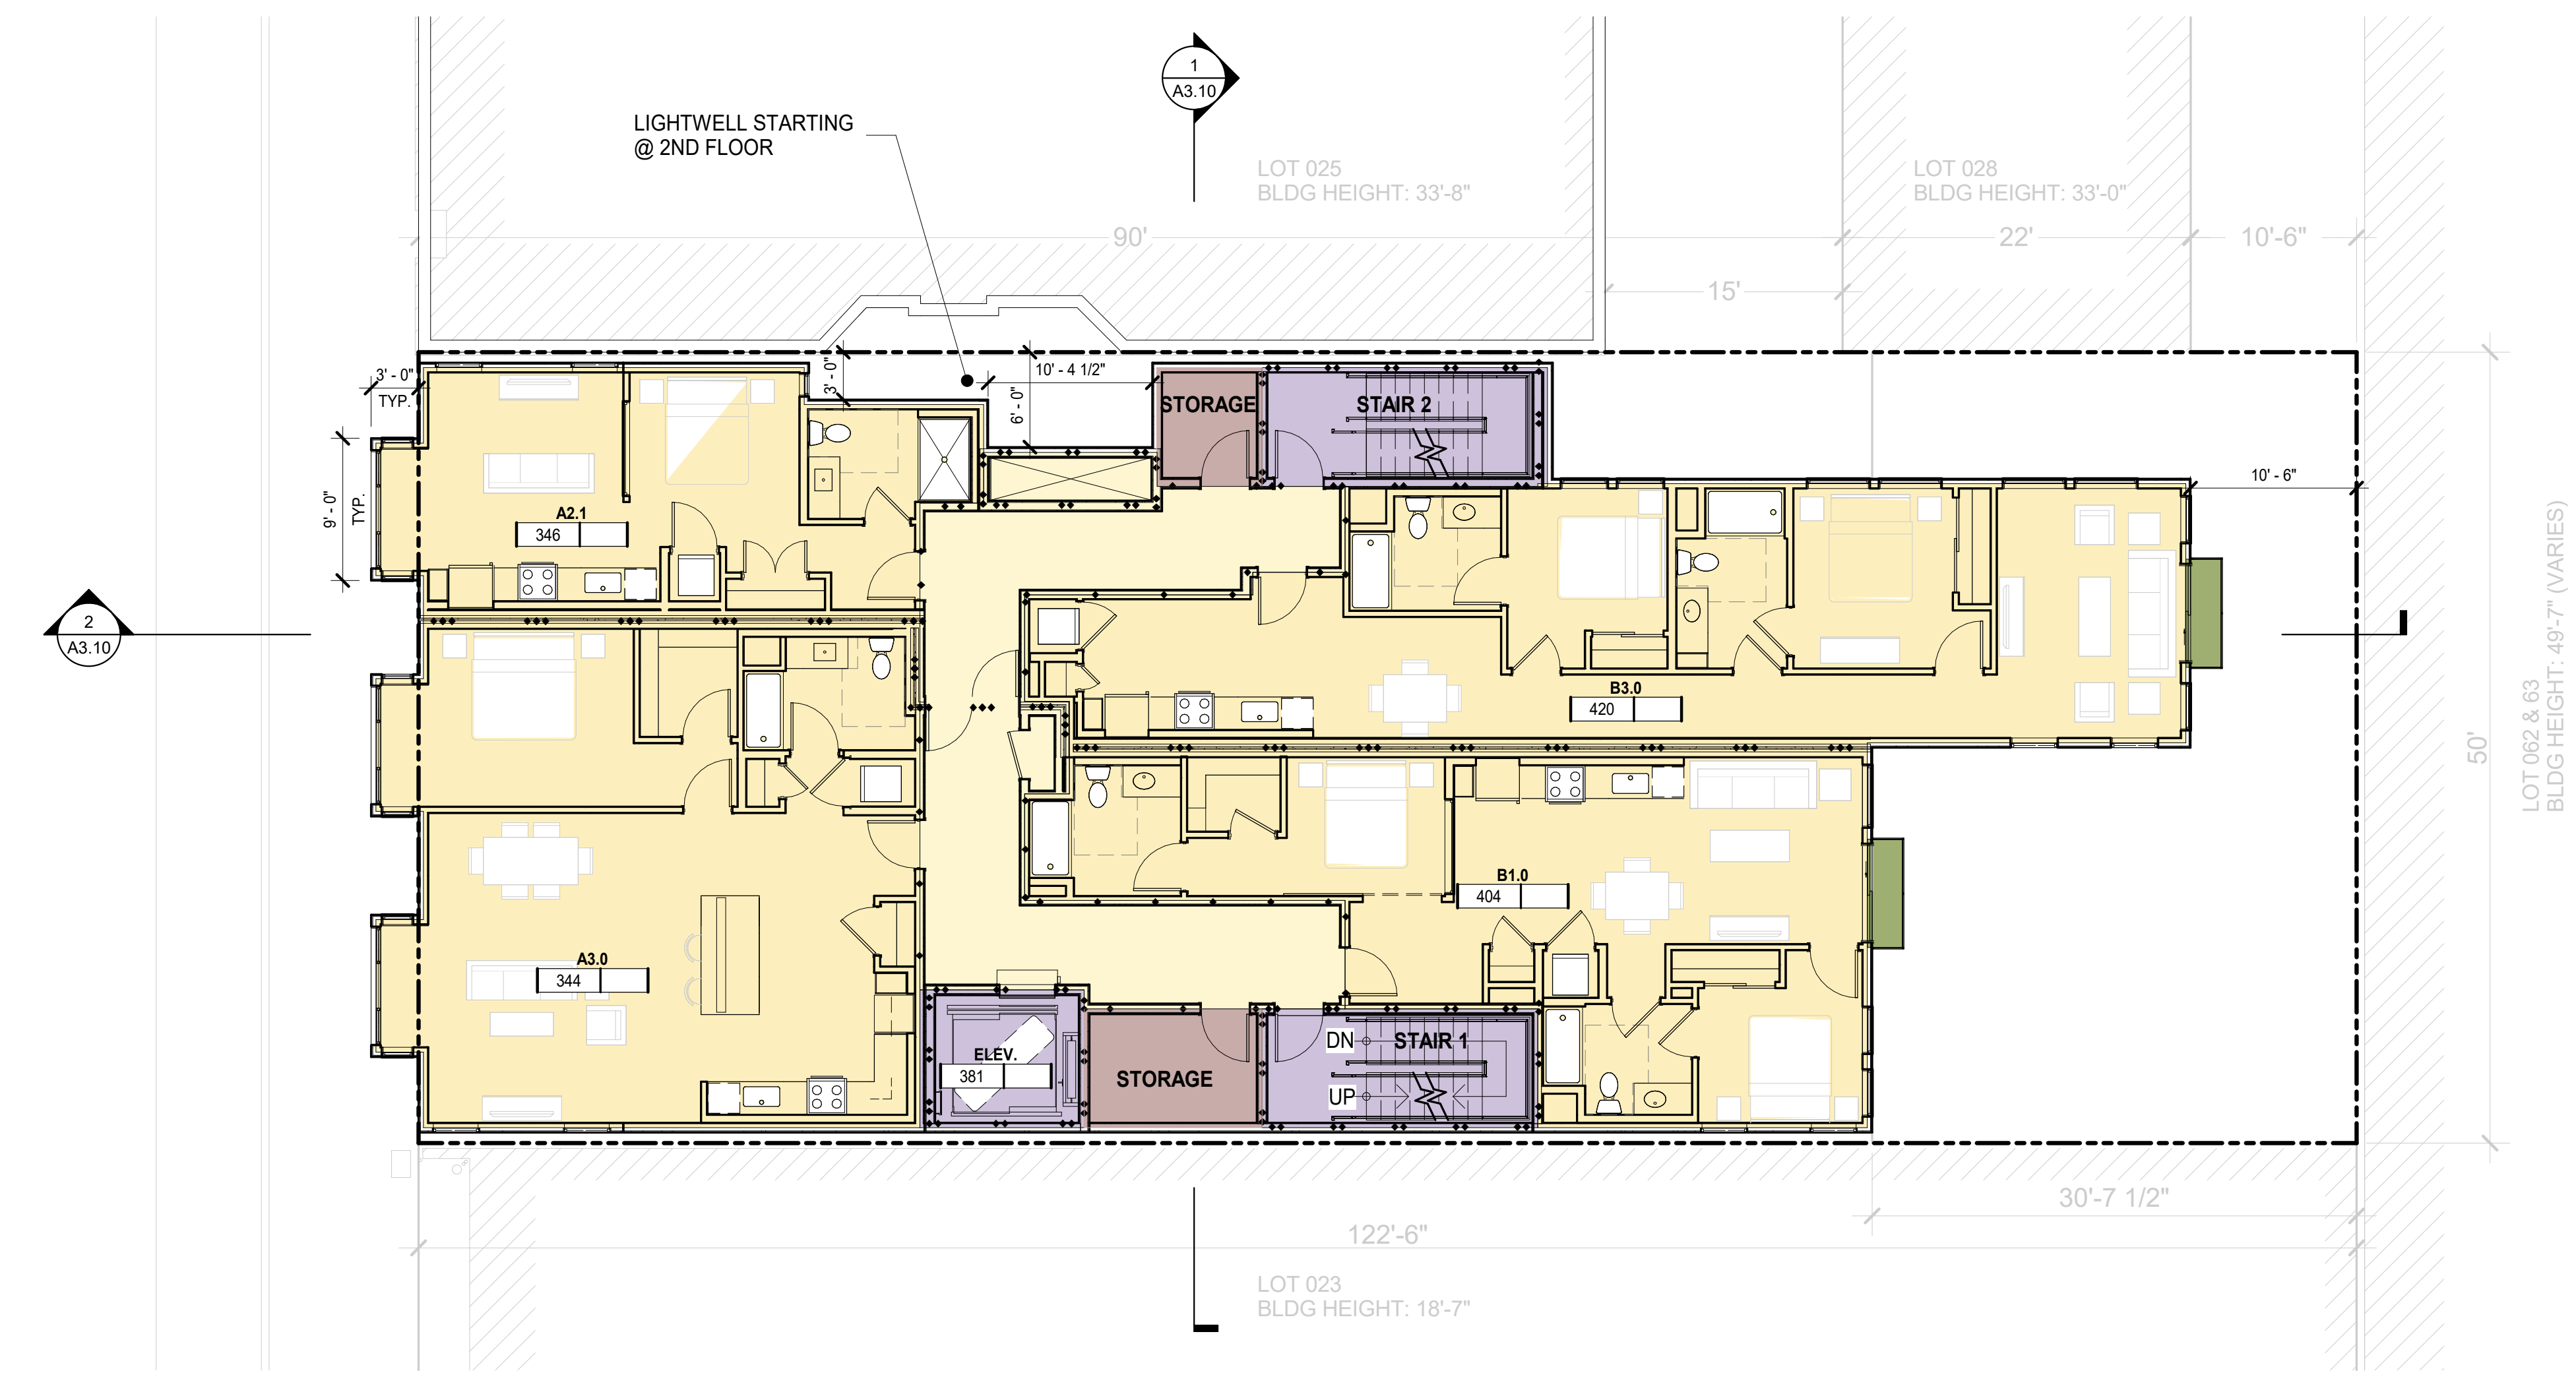 1
A3.10
LIGHTWELL STARTING
@ 2ND FLOOR
LOT 025
BLDG HEIGHT: 33'-8"
LOT 028
BLDG HEIGHT: 33'-0"
90'
22'
10'-6"
15'
3' - 0"
TYP.
3' - 0"
10' - 4 1/2"
6' - 0"
STORAGE
STAIR 2
9' - 0"
TYP.
10' - 6"
A2.1
346
2
A3.10
B3.0
420
LOT 062 & 63
BLDG HEIGHT: 49'-7" (VARIES)
50'
B1.0
404
A3.0
344
ELEV.
381
STORAGE
DN
STAIR 1
UP
30'-7 1/2"
122'-6"
LOT 023
BLDG HEIGHT: 18'-7"